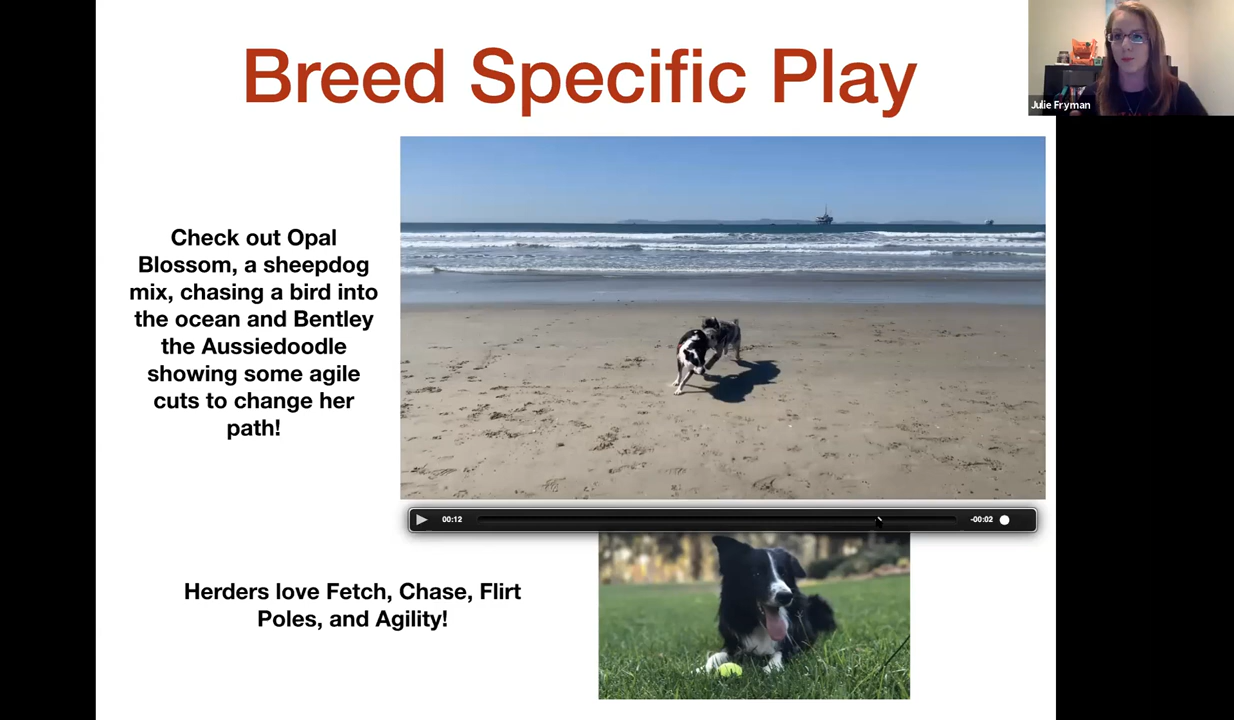 Breed Specific Play
Julie Fryman
Check out Opal
Blossom, a sheepdog
mix, chasing a bird into
the ocean and Bentley
the Aussiedoodle
showing some agile
cuts to change her
path!
00:12
-00:02
Herders love Fetch, Chase, Flirt
Poles, and Agility!